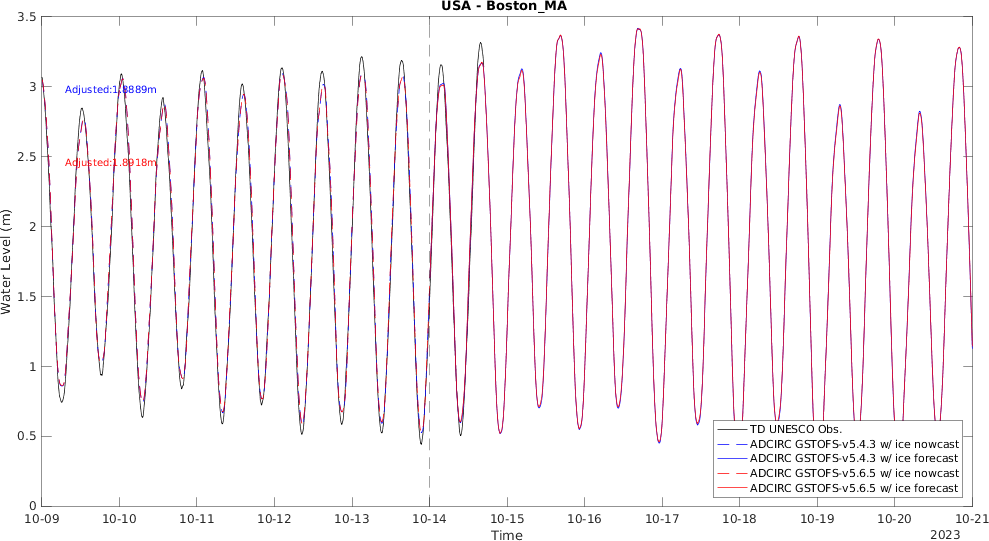 USA - Boston_MA
3.5
3
2.5
2
1.5
1
0.5
0
Water Level (m)
Adjusted:1.8889m
Adjusted:1.8918m
TD UNESCO Obs.
ADCIRC GSTOFS-v5.4.3 w/ ice nowcast
ADCIRC GSTOFS-v5.4.3 w/ ice forecast
ADCIRC GSTOFS-v5.6.5 w/ ice nowcast
ADCIRC GSTOFS-v5.6.5 w/ ice forecast
10-09 10-10 10-11 10-12 10-13 10-14 10-15 10-16 10-17 10-18 10-19 10-20 10-21
Time
2023